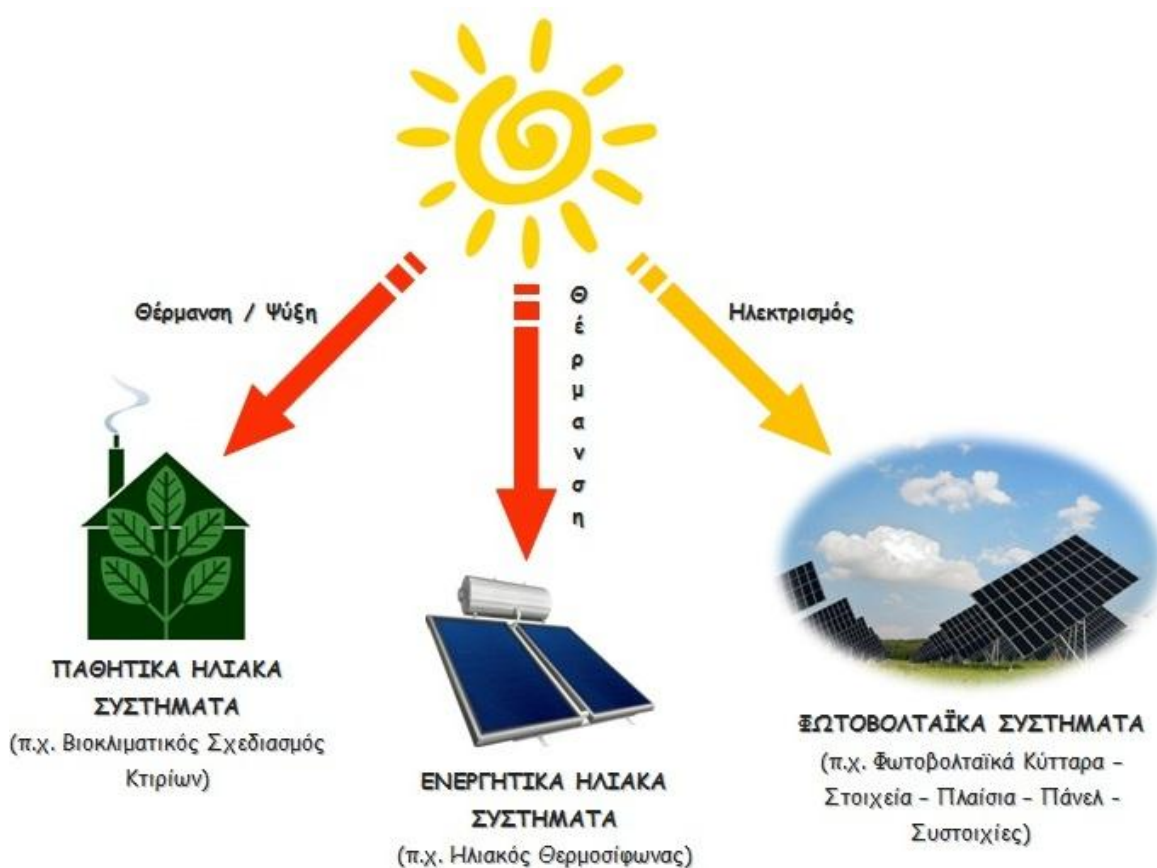 Θέρμανση / Ψύξη
Θέρμανση
Ηλεκτρισμός
ΠΑΘΗΤΙΚΑ ΗΛΙΑΚΑ
ΣΥΣΤΗΜΑΤΑ
(π.χ. Βιοκλιματικός Σχεδιασμός
Κτιρίων)
ΕΝΕΡΓΗΤΙΚΑ ΗΛΙΑΚΑ
ΣΥΣΤΗΜΑΤΑ
(π.χ. Ηλιακός Θερμοσίφωνας)
ΦΩΤΟΒΟΛΤΑΪΚΑ ΣΥΣΤΗΜΑΤΑ
(π.χ. Φωτοβολταϊκά Κύτταρα –
Στοιχεία – Πλαίσια – Πάνελ -
Συστοιχίες)